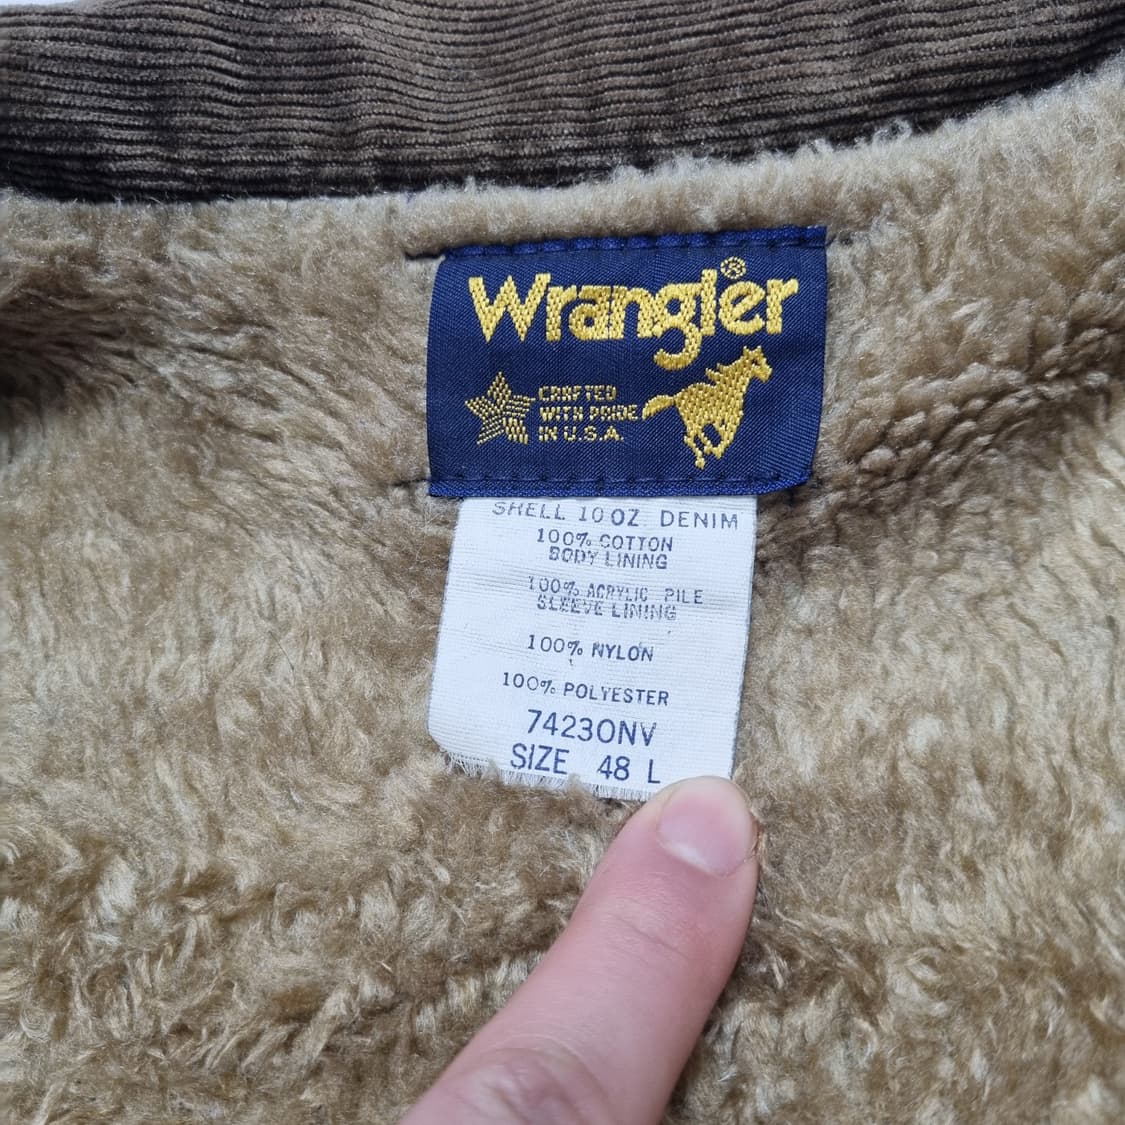 Wrangler®
CRAFTED
WITH PRIDE
IN U.S.A.
SHELL 10 OZ DENIM
100% COTTON
BODY LINING
100% ACRYLIC PILE
SLEEVE LINING
100% NYLON
100% POLYESTER
74230NV
SIZE 48 L